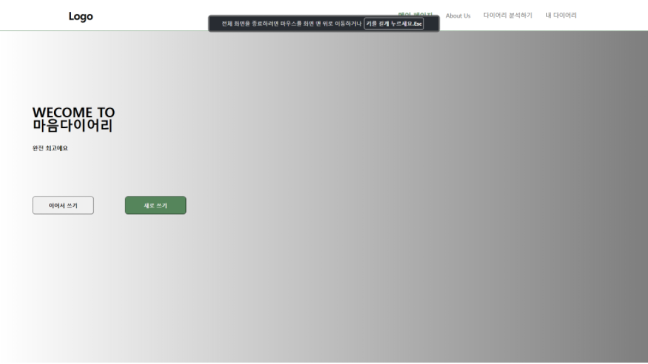 Logo
About Us 다이어리 분석하기 내 다이어리
전체 화면을 종료하려면 마우스를 화면 맨 위로 이동하거나 키를 길게 누르세요.Esc
WECOME TO
마음다이어리
완전 최고예요
이어서 쓰기 새로 쓰기